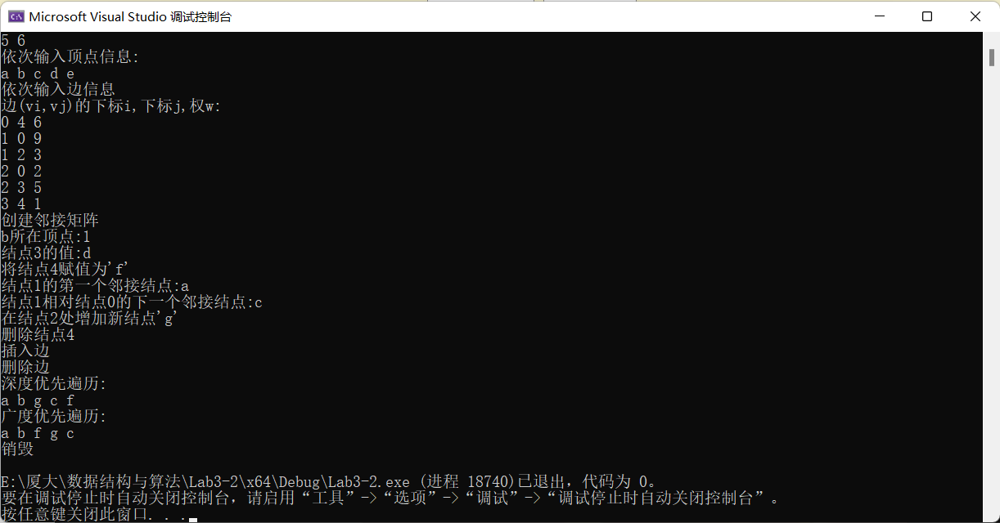 Microsoft Visual Studio 调试控制台
5 6
依次输入顶点信息:
a b c d e
依次输入边信息
边(vi,vj)的下标i,下标j,权w:
0 4 6
1 0 9
1 2 3
2 0 2
2 3 5
3 4 1
创建邻接矩阵
b所在顶点:1
结点3的值:d
将结点4赋值为'f'
结点1的第一个邻接结点:a
结点1相对结点0的下一个邻接结点:c
在结点2处增加新结点'g'
删除结点4
插入边
删除边
深度优先遍历:
a b g c f
广度优先遍历:
a b f g c
销毁
E:\厦大\数据结构与算法\Lab3-2\x64\Debug\Lab3-2.exe (进程 18740)已退出，代码为 0。
要在调试停止时自动关闭控制台，请启用“工具”->“选项”->“调试”->“调试停止时自动关闭控制台”。
按任意键关闭此窗口. . .